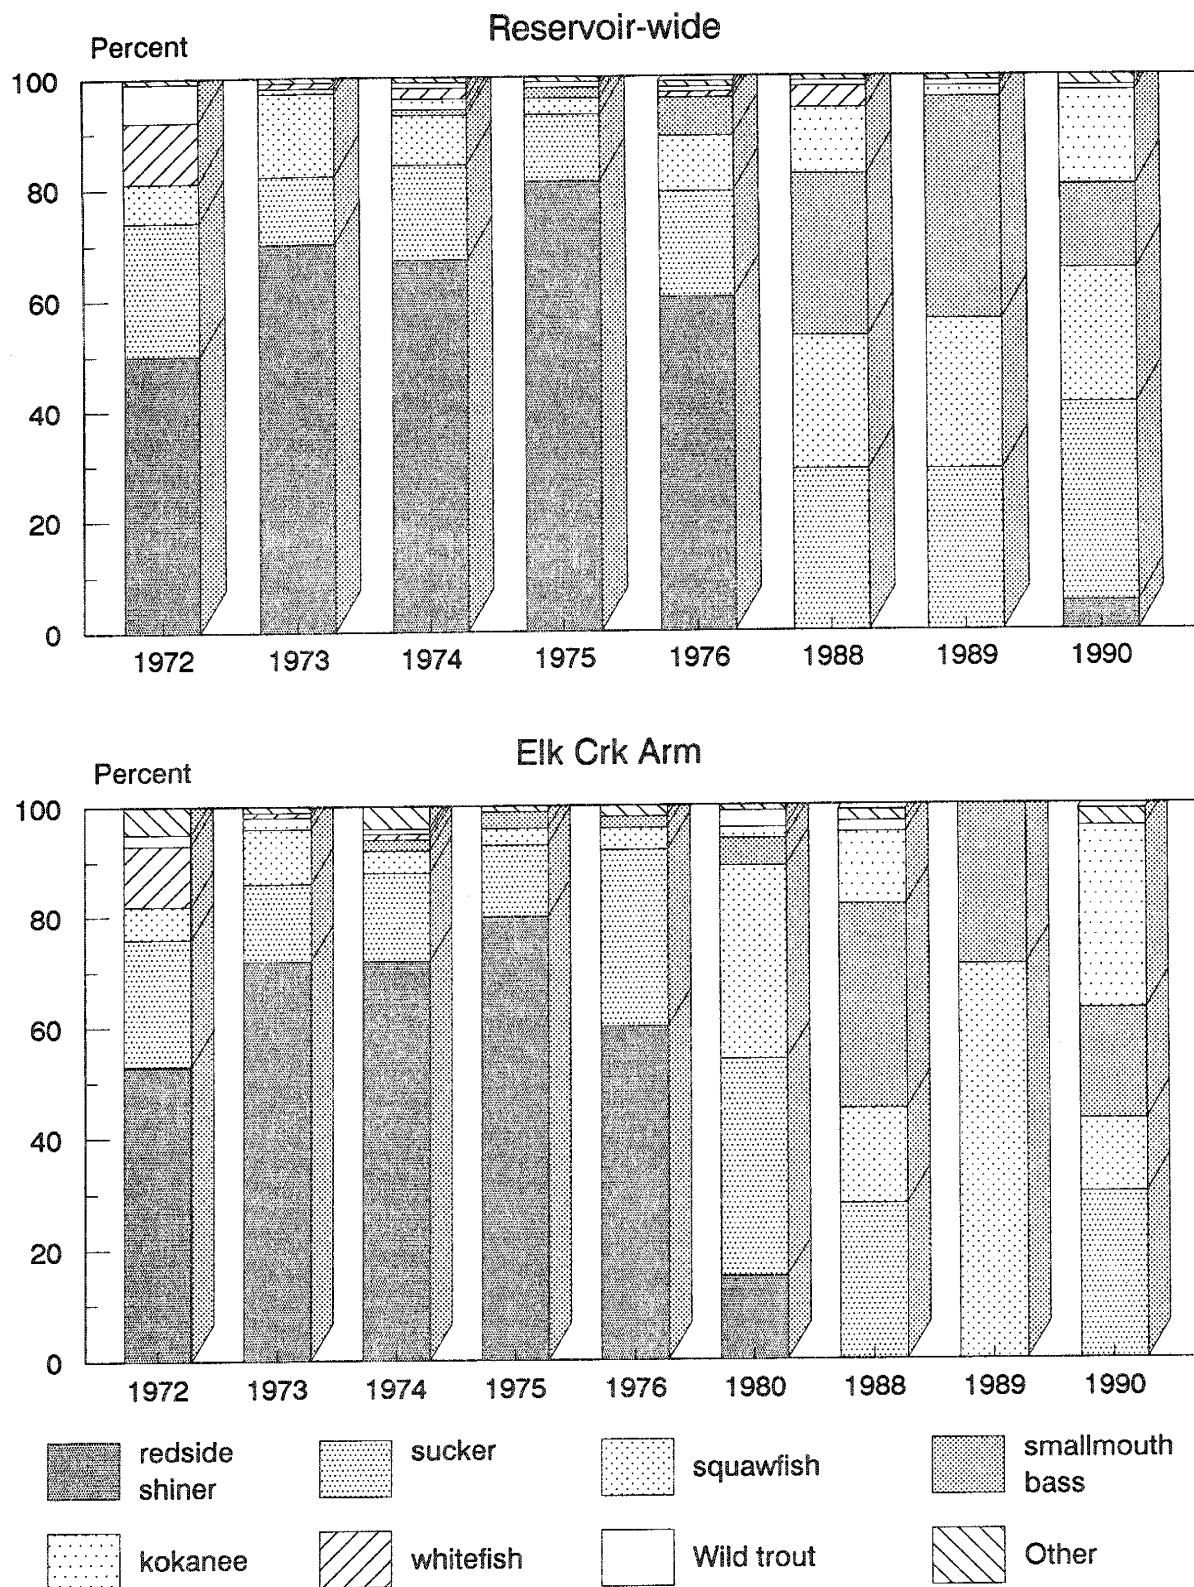 Reservoir-wide
Percent
100
80
60
40
20
0
1972 1973 1974 1975 1976 1988 1989 1990
Elk Crk Arm
Percent
100
80
60
40
20
0
1972 1973 1974 1975 1976 1980 1988 1989 1990
redside shiner
sucker
squawfish
smallmouth bass
kokanee
whitefish
Wild trout
Other